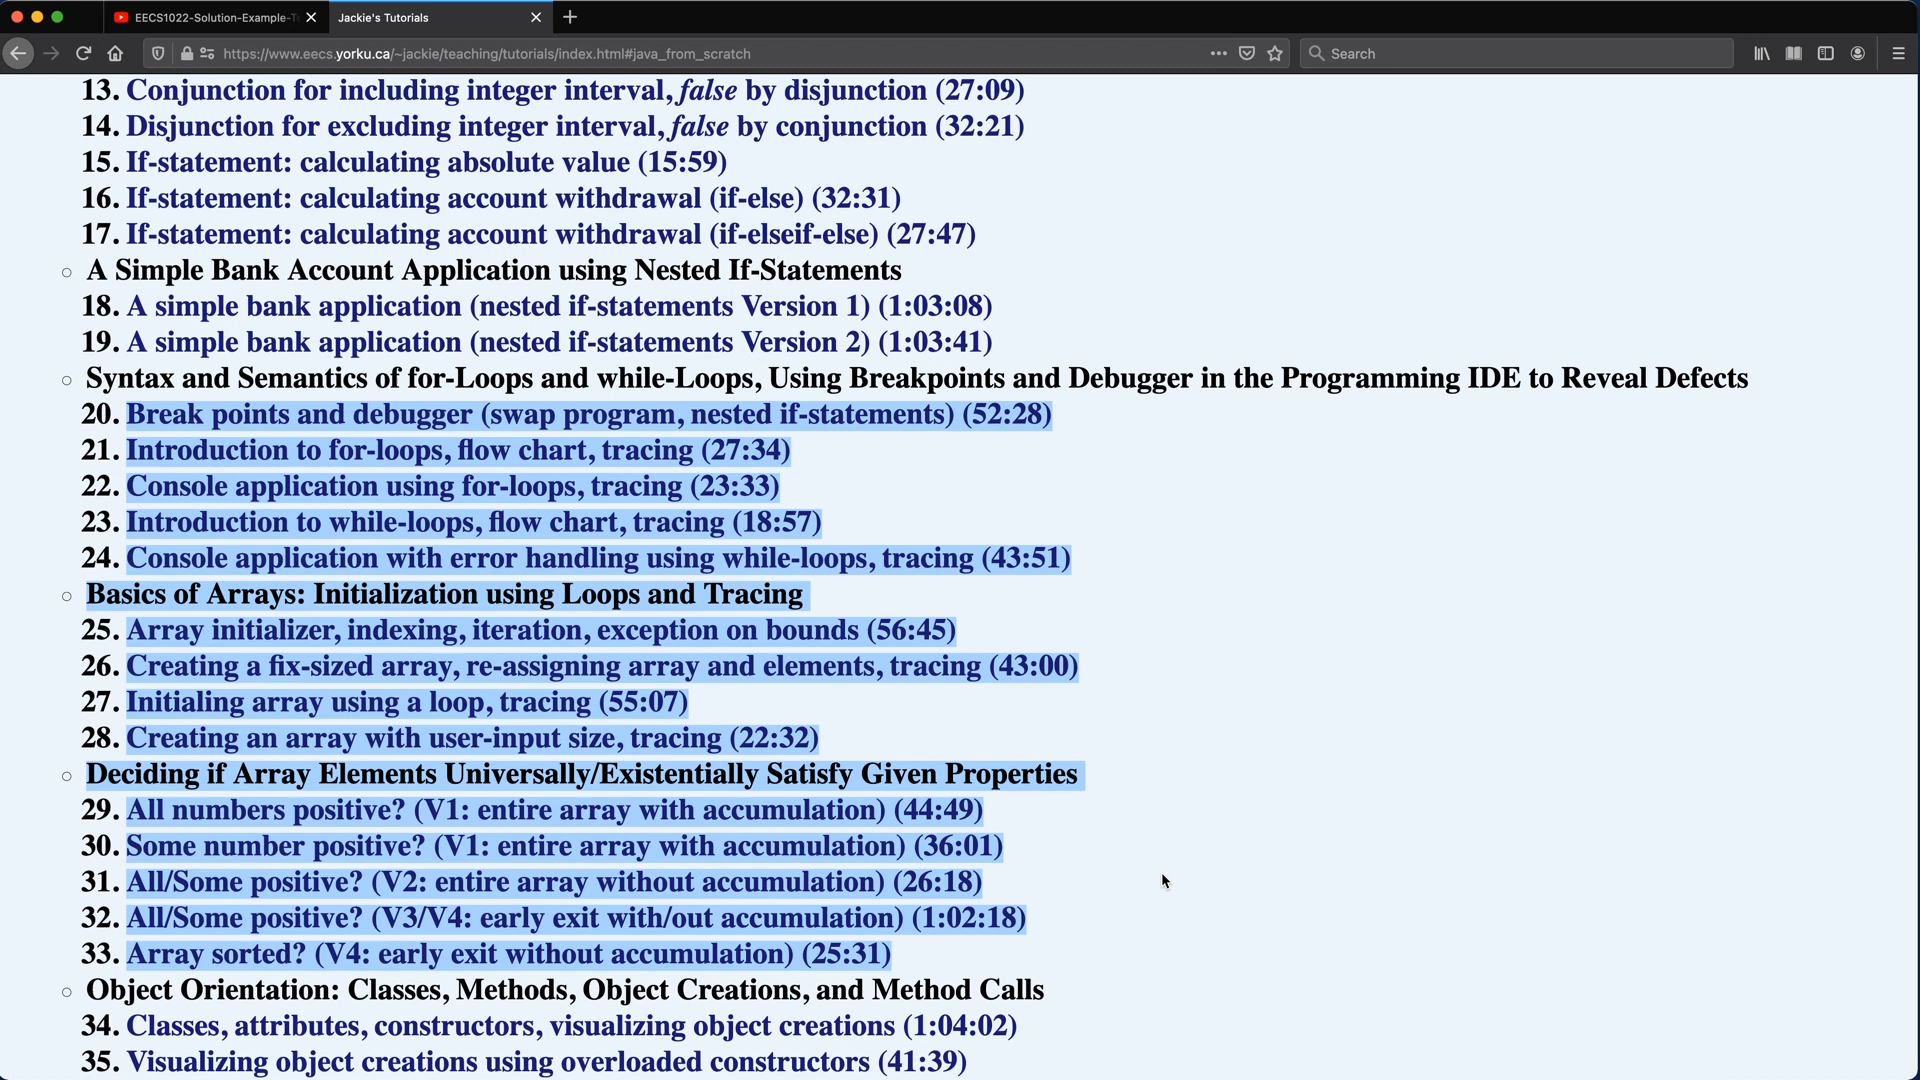 EECS1022-Solution-Example-T
Jackie's Tutorials
https://www.eecs.yorku.ca/~jackie/teaching/tutorials/index.html#java_from_scratch
Search
13. Conjunction for including integer interval, false by disjunction (27:09)
14. Disjunction for excluding integer interval, false by conjunction (32:21)
15. If-statement: calculating absolute value (15:59)
16. If-statement: calculating account withdrawal (if-else) (32:31)
17. If-statement: calculating account withdrawal (if-elseif-else) (27:47)
A Simple Bank Account Application using Nested If-Statements
18. A simple bank application (nested if-statements Version 1) (1:03:08)
19. A simple bank application (nested if-statements Version 2) (1:03:41)
Syntax and Semantics of for-Loops and while-Loops, Using Breakpoints and Debugger in the Programming IDE to Reveal Defects
20. Break points and debugger (swap program, nested if-statements) (52:28)
21. Introduction to for-loops, flow chart, tracing (27:34)
22. Console application using for-loops, tracing (23:33)
23. Introduction to while-loops, flow chart, tracing (18:57)
24. Console application with error handling using while-loops, tracing (43:51)
Basics of Arrays: Initialization using Loops and Tracing
25. Array initializer, indexing, iteration, exception on bounds (56:45)
26. Creating a fix-sized array, re-assigning array and elements, tracing (43:00)
27. Initialing array using a loop, tracing (55:07)
28. Creating an array with user-input size, tracing (22:32)
Deciding if Array Elements Universally/Existentially Satisfy Given Properties
29. All numbers positive? (V1: entire array with accumulation) (44:49)
30. Some number positive? (V1: entire array with accumulation) (36:01)
31. All/Some positive? (V2: entire array without accumulation) (26:18)
32. All/Some positive? (V3/V4: early exit with/out accumulation) (1:02:18)
33. Array sorted? (V4: early exit without accumulation) (25:31)
Object Orientation: Classes, Methods, Object Creations, and Method Calls
34. Classes, attributes, constructors, visualizing object creations (1:04:02)
35. Visualizing object creations using overloaded constructors (41:39)